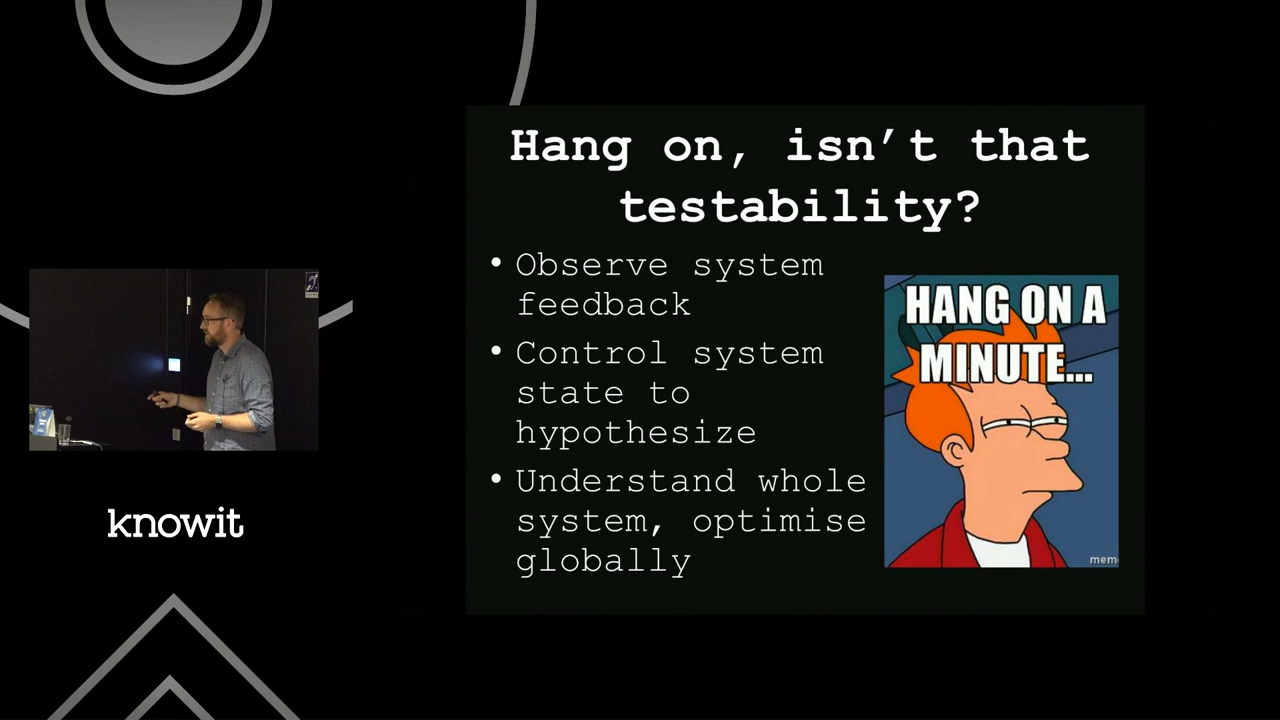 Hang on, isn't that
testability?
• Observe system
feedback
• Control system
state to
hypothesize
• Understand whole
system, optimise
globally
HANG ON A
MINUTE...
mem
knowit